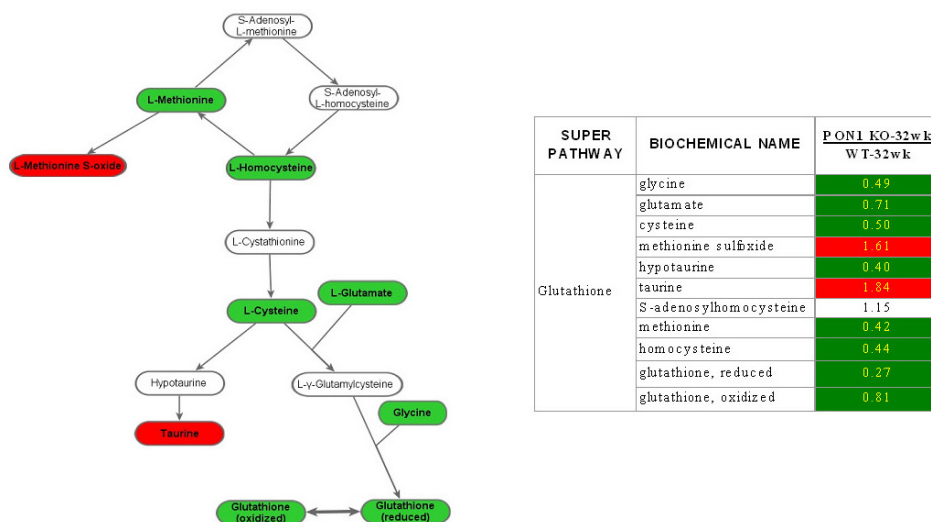 S-Adenosyl-
L-methionine
L-Methionine
S-Adenosyl-
L-homocysteine
L-Methionine S-oxide
L-Homocysteine
L-Cystathionine
L-Glutamate
L-Cysteine
Hypotaurine
L-γ-Glutamylcysteine
Glycine
Taurine
Glutathione
(oxidized)
Glutathione
(reduced)
SUPER
PATHWAY
BIOCHEMICAL NAME
PON1 KO-32wk
WT-32wk
Glutathione
glycine 0.49
glutamate 0.71
cysteine 0.50
methionine sulfoxide 1.61
hypotaurine 0.40
taurine 1.84
S-adenosylhomocysteine 1.15
methionine 0.42
homocysteine 0.44
glutathione, reduced 0.27
glutathione, oxidized 0.81